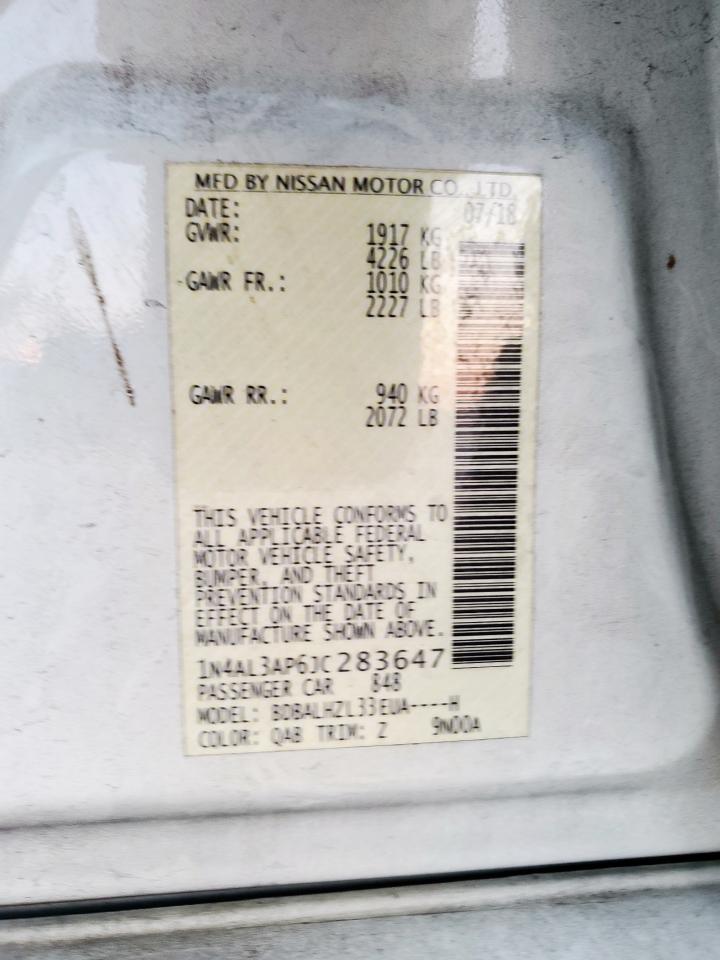 MFD BY NISSAN MOTOR CO., LTD.
DATE: 07/18
GVWR: 1917 KG
4226 LB
GAWR FR.: 1010 KG
2227 LB
GAWR RR.: 940 KG
2072 LB
THIS VEHICLE CONFORMS TO
ALL APPLICABLE FEDERAL
MOTOR VEHICLE SAFETY,
BUMPER, AND THEFT
PREVENTION STANDARDS IN
EFFECT ON THE DATE OF
MANUFACTURE SHOWN ABOVE.
1N4AL3AP6JC283647
PASSENGER CAR 848
MODEL: BDBALHZL33EUA----H
COLOR: QAB TRIM: Z 9N00A